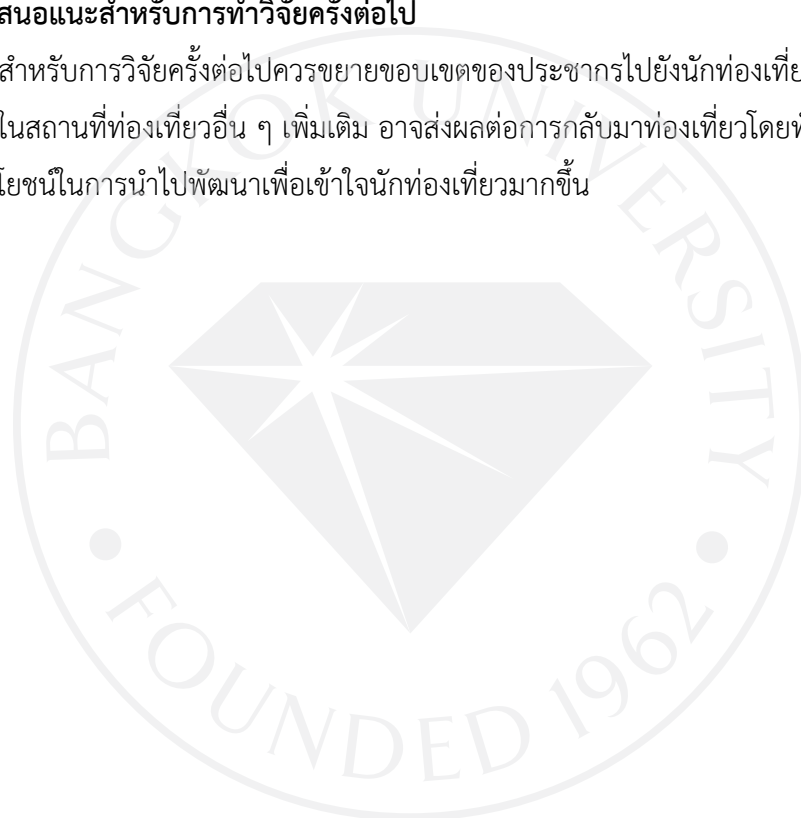 สนอแนะสำหรับการทำวิจัยครั้งต่อไป
สำหรับการวิจัยครั้งต่อไปควรขยายขอบเขตของประชากรไปยังนักท่องเที่ย
ในสถานที่ท่องเที่ยวอื่น ๆ เพิ่มเติม อาจส่งผลต่อการกลับมาท่องเที่ยวโดย
โยชน์ในการนำไปพัฒนาเพื่อเข้าใจนักท่องเที่ยวมากขึ้น
BANGKOK UNIVERSITY
FOUNDED 1962